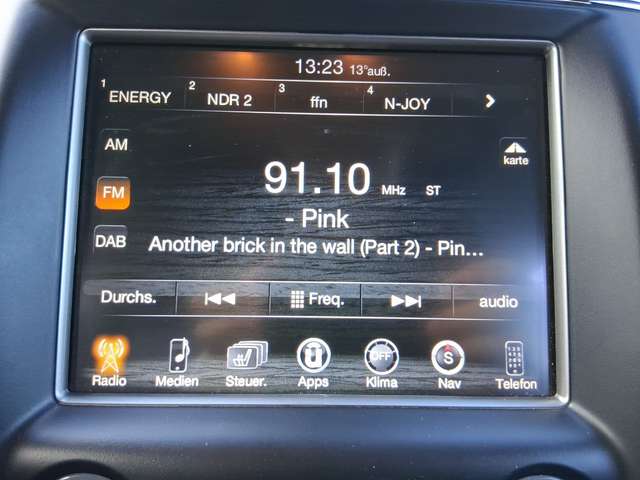 13:23 13°auß.
1 ENERGY 2 NDR 2 3 ffn 4 N-JOY >
AM
karte
91.10 MHz ST
FM
- Pink
DAB
Another brick in the wall (Part 2) - Pin...
Durchs. Freq. audio
OFF S
Radio Medien Steuer. Apps Klima Nav Telefon